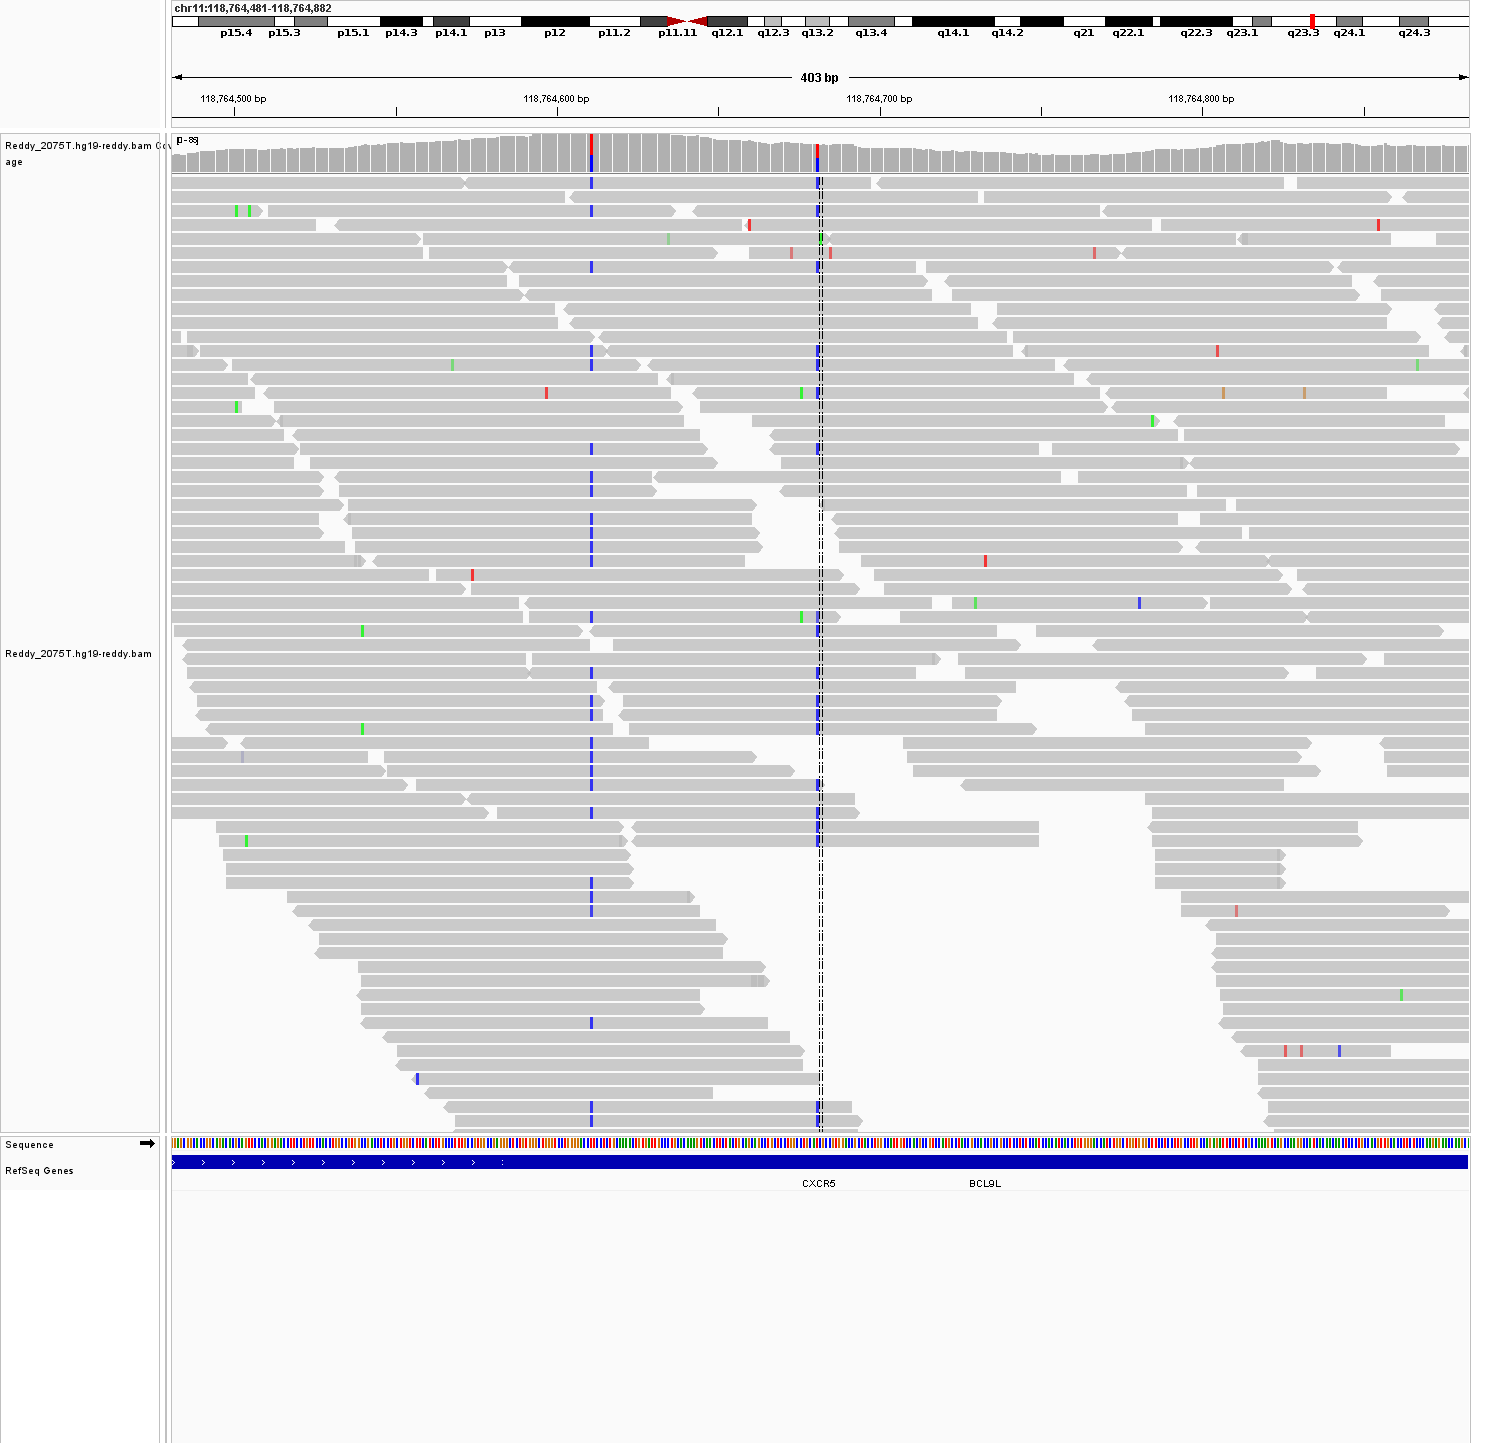 chr11:118,764,481-118,764,882
p15.4 p15.3 p15.1 p14.3 p14.1 p13 p12 p11.2 p11.11 q12.1 q12.3 q13.2 q13.4 q14.1 q14.2 q21 q22.1 q22.3 q23.1 q23.3 q24.1 q24.3
403 bp
118,764,500 bp 118,764,600 bp 118,764,700 bp 118,764,800 bp
[0-89]
Reddy_2075T.hg19-reddy.bam Cov
age
Reddy_2075T.hg19-reddy.bam
Sequence
RefSeq Genes
CXCR5 BCL9L